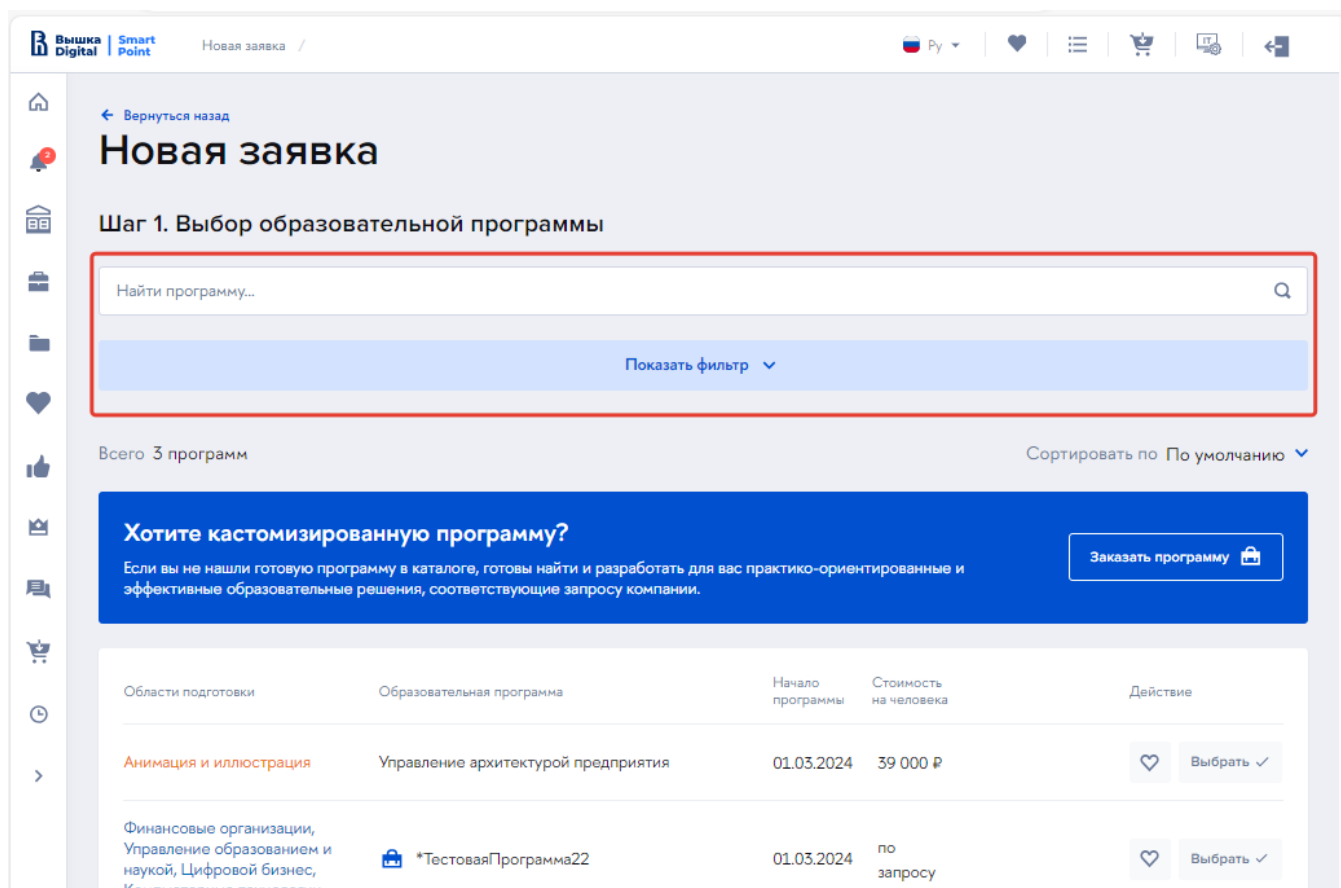 Вышка Digital | Smart Point
Новая заявка /
Ру
IT
Вернуться назад
Новая заявка
2
Шаг 1. Выбор образовательной программы
Найти программу...
Показать фильтр
Всего 3 программ
Сортировать по По умолчанию
Хотите кастомизированную программу?
Если вы не нашли готовую программу в каталоге, готовы найти и разработать для вас практико-ориентированные и
эффективные образовательные решения, соответствующие запросу компании.
Заказать программу
Области подготовки
Образовательная программа
Начало
программы
Стоимость
на человека
Действие
Анимация и иллюстрация
Управление архитектурой предприятия
01.03.2024
39 000 ₽
Выбрать
Финансовые организации,
Управление образованием и
наукой, Цифровой бизнес,
*ТестоваяПрограмма22
01.03.2024
по
запросу
Выбрать